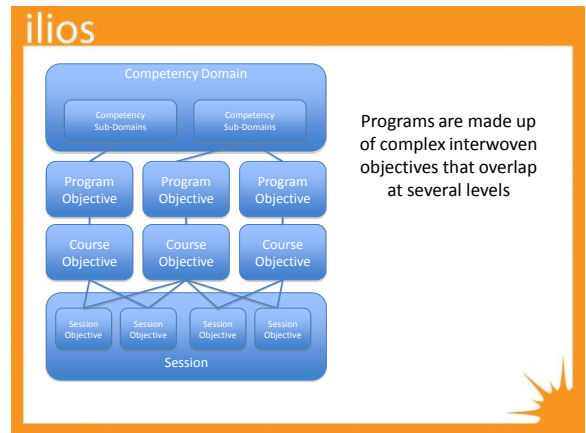 ilios
Competency Domain
Competency
Sub-Domains
Competency
Sub-Domains
Program
Objective
Program
Objective
Program
Objective
Course
Objective
Course
Objective
Course
Objective
Session
Objective
Session
Objective
Session
Objective
Session
Objective
Session
Programs are made up
of complex interwoven
objectives that overlap
at several levels